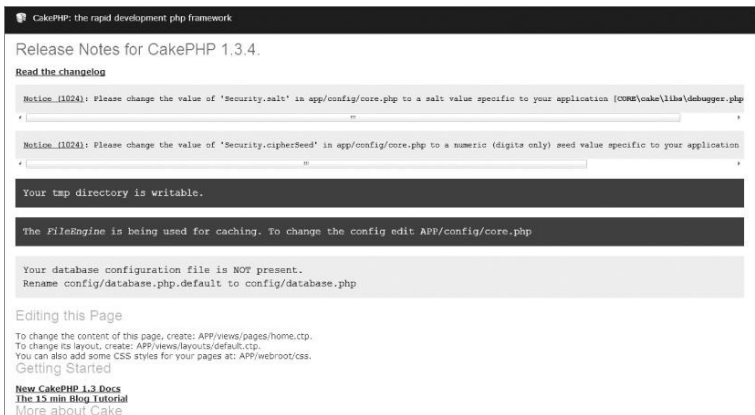 CakePHP: the rapid development php framework
Release Notes for CakePHP 1.3.4.
Read the changelog
Notice (1024): Please change the value of 'Security.salt' in app/config/core.php to a salt value specific to your application [CORE\cake\libs\debugger.php
Notice (1024): Please change the value of 'Security.cipherSeed' in app/config/core.php to a numeric (digits only) seed value specific to your application
Your tmp directory is writable.
The FileEngine is being used for caching. To change the config edit APP/config/core.php
Your database configuration file is NOT present.
Rename config/database.php.default to config/database.php
Editing this Page
To change the content of this page, create: APP/views/pages/home.ctp.
To change its layout, create: APP/views/layouts/default.ctp.
You can also add some CSS styles for your pages at: APP/webroot/css.
Getting Started
New CakePHP 1.3 Docs
The 15 min Blog Tutorial
More about Cake